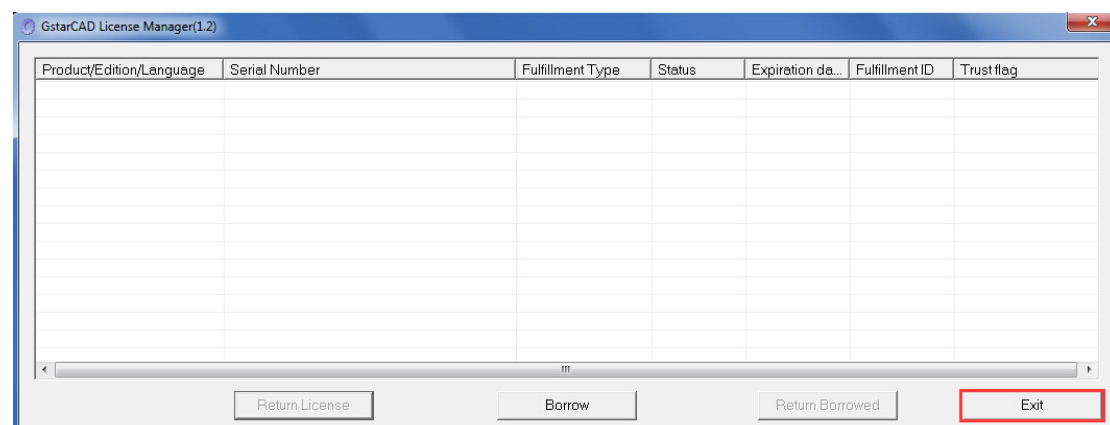 GstarCAD License Manager(1.2)
Product/Edition/Language Serial Number Fulfillment Type Status Expiration da... Fulfillment ID Trust flag
Return License Borrow Return Borrowed Exit